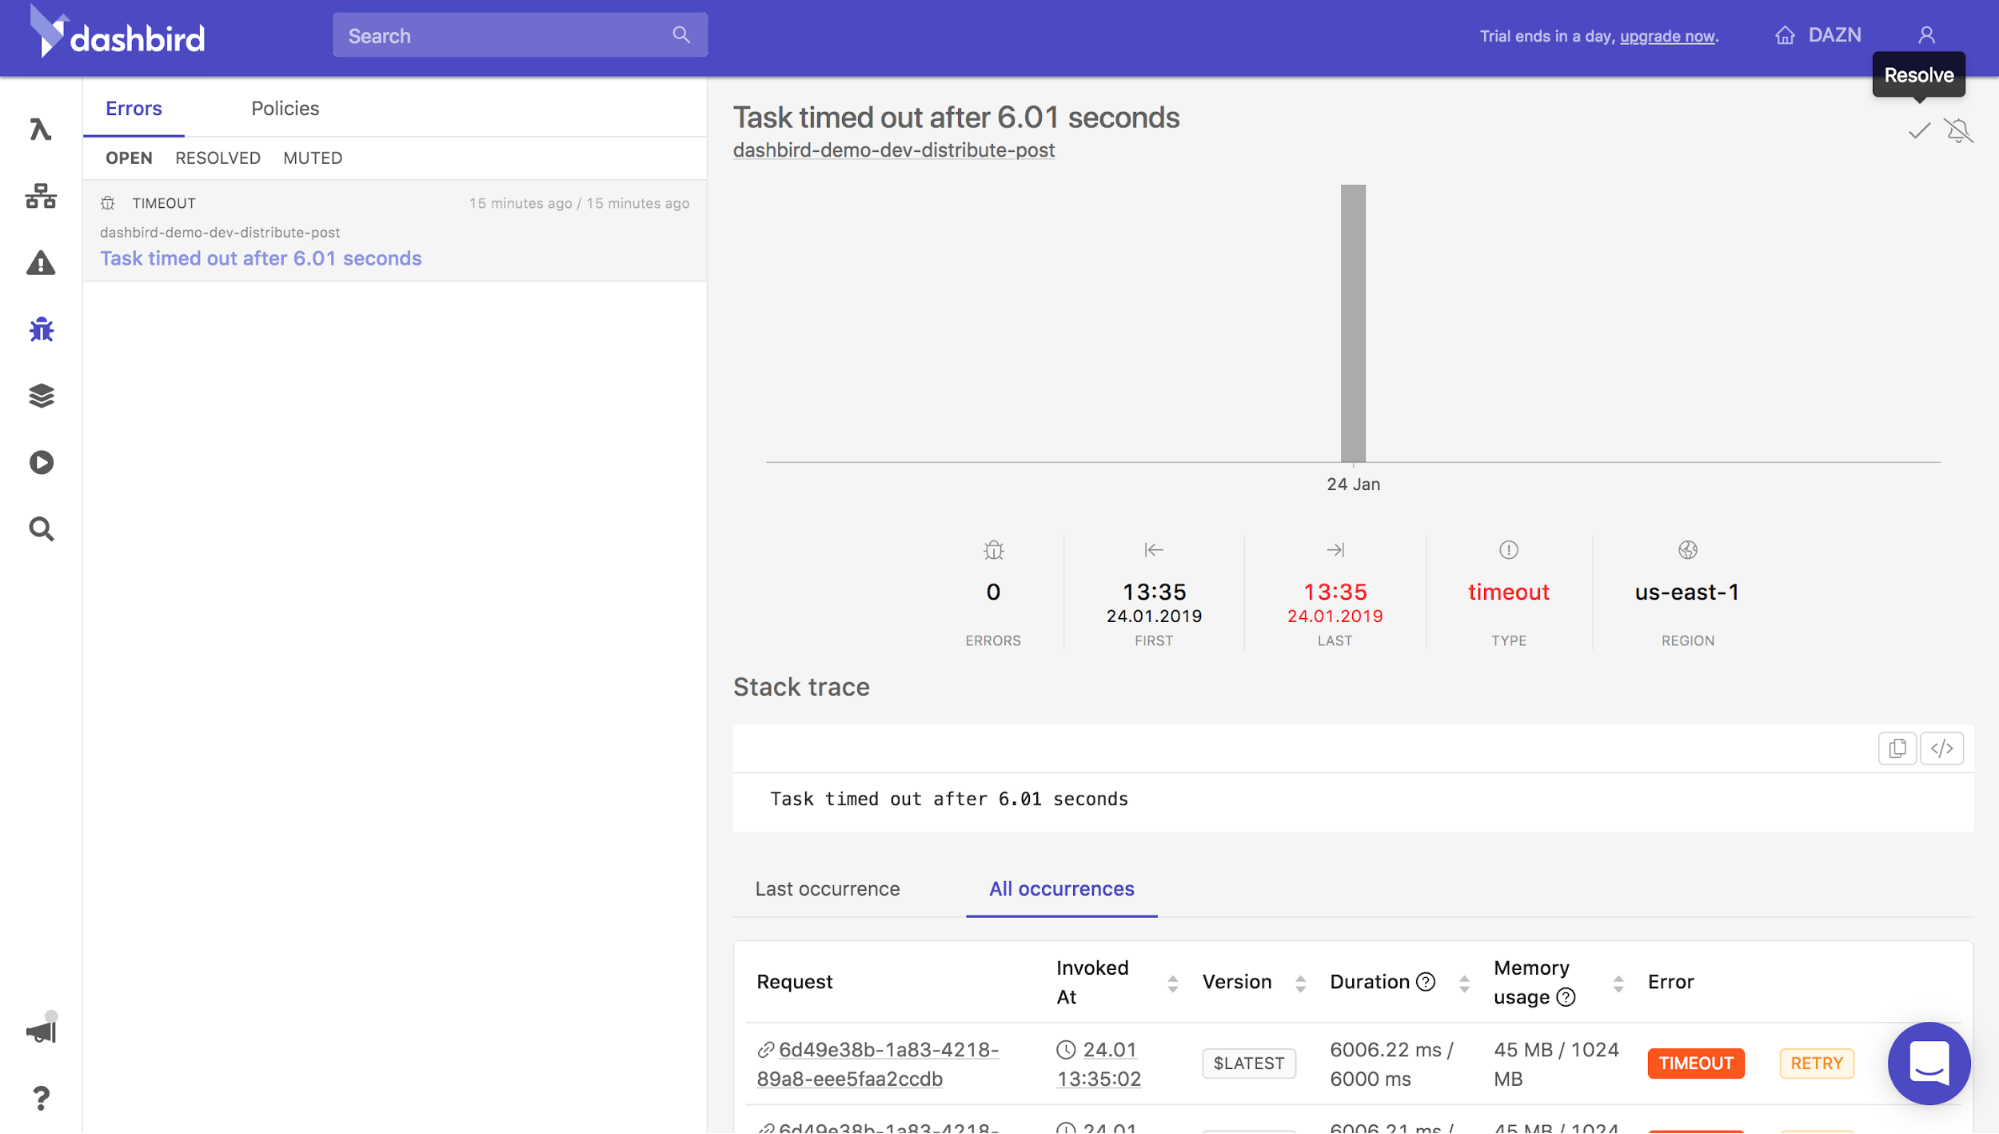 dashbird
Search
Trial ends in a day, upgrade now.
DAZN
Resolve
Errors
Policies
OPEN RESOLVED MUTED
TIMEOUT
15 minutes ago / 15 minutes ago
dashbird-demo-dev-distribute-post
Task timed out after 6.01 seconds
Task timed out after 6.01 seconds
dashbird-demo-dev-distribute-post
24 Jan
0
ERRORS
13:35
24.01.2019
FIRST
13:35
24.01.2019
LAST
timeout
TYPE
us-east-1
REGION
Stack trace
</>
Task timed out after 6.01 seconds
Last occurrence
All occurrences
Request
Invoked
At
Version
Duration ?
Memory
usage ?
Error
6d49e38b-1a83-4218-
89a8-eee5faa2ccdb
24.01
13:35:02
$LATEST
6006.22 ms /
6000 ms
45 MB / 1024
MB
TIMEOUT
RETRY
6d49e38b-1a83-4218-
24.01
6006.21 ms /
45 MB / 1024
?